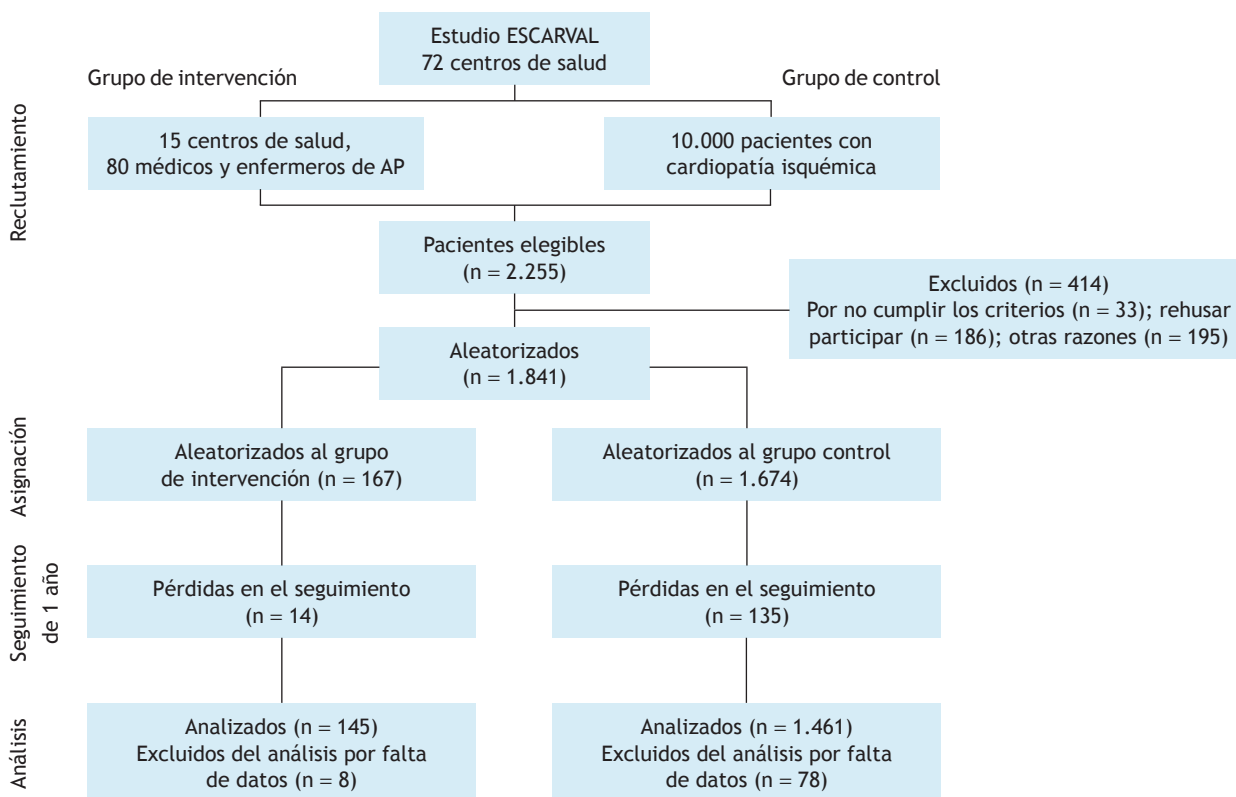 Estudio ESCARVAL
72 centros de salud
Grupo de intervención
Grupo de control
Reclutamiento
15 centros de salud,
80 médicos y enfermeros de AP
10.000 pacientes con
cardiopatía isquémica
Pacientes elegibles
(n = 2.255)
Excluidos (n = 414)
Por no cumplir los criterios (n = 33); rehusar
participar (n = 186); otras razones (n = 195)
Aleatorizados
(n = 1.841)
Asignación
Aleatorizados al grupo
de intervención (n = 167)
Aleatorizados al grupo control
(n = 1.674)
Seguimiento
de 1 año
Pérdidas en el seguimiento
(n = 14)
Pérdidas en el seguimiento
(n = 135)
Análisis
Analizados (n = 145)
Excluidos del análisis por falta
de datos (n = 8)
Analizados (n = 1.461)
Excluidos del análisis por falta
de datos (n = 78)